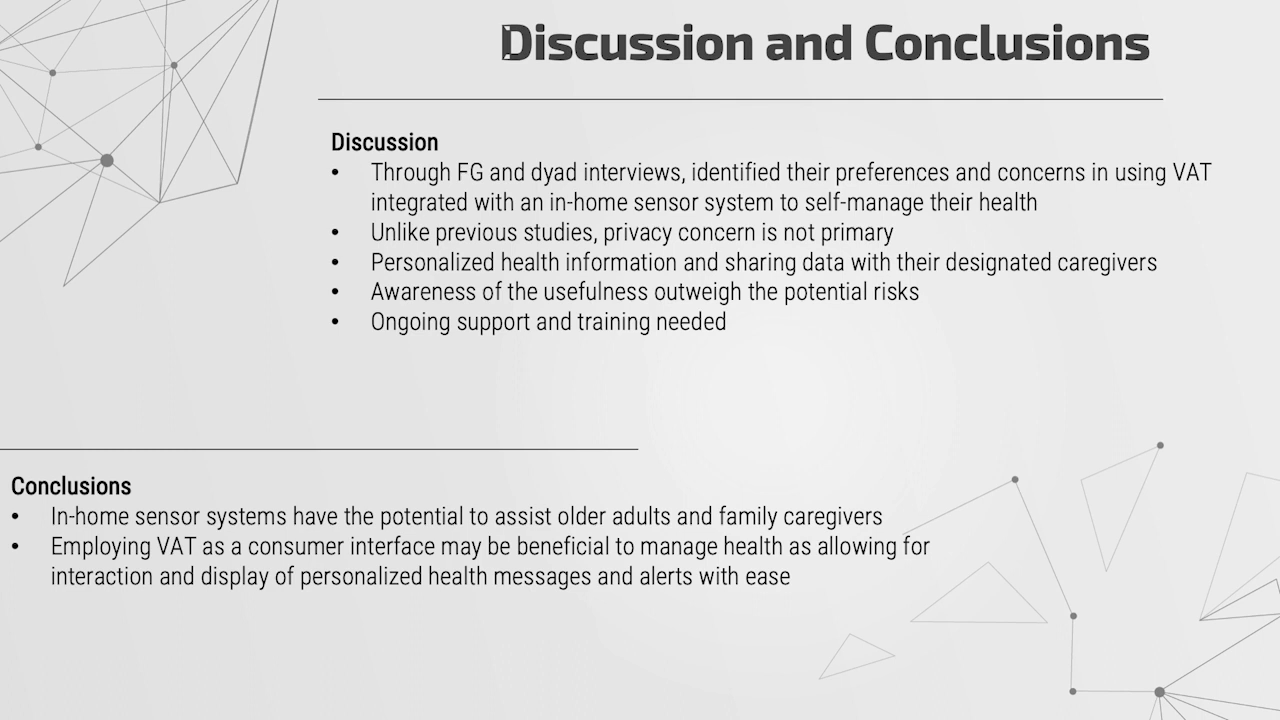 Discussion and Conclusions
Discussion
• Through FG and dyad interviews, identified their preferences and concerns in using VAT
integrated with an in-home sensor system to self-manage their health
• Unlike previous studies, privacy concern is not primary
• Personalized health information and sharing data with their designated caregivers
• Awareness of the usefulness outweigh the potential risks
• Ongoing support and training needed
Conclusions
• In-home sensor systems have the potential to assist older adults and family caregivers
• Employing VAT as a consumer interface may be beneficial to manage health as allowing for
interaction and display of personalized health messages and alerts with ease